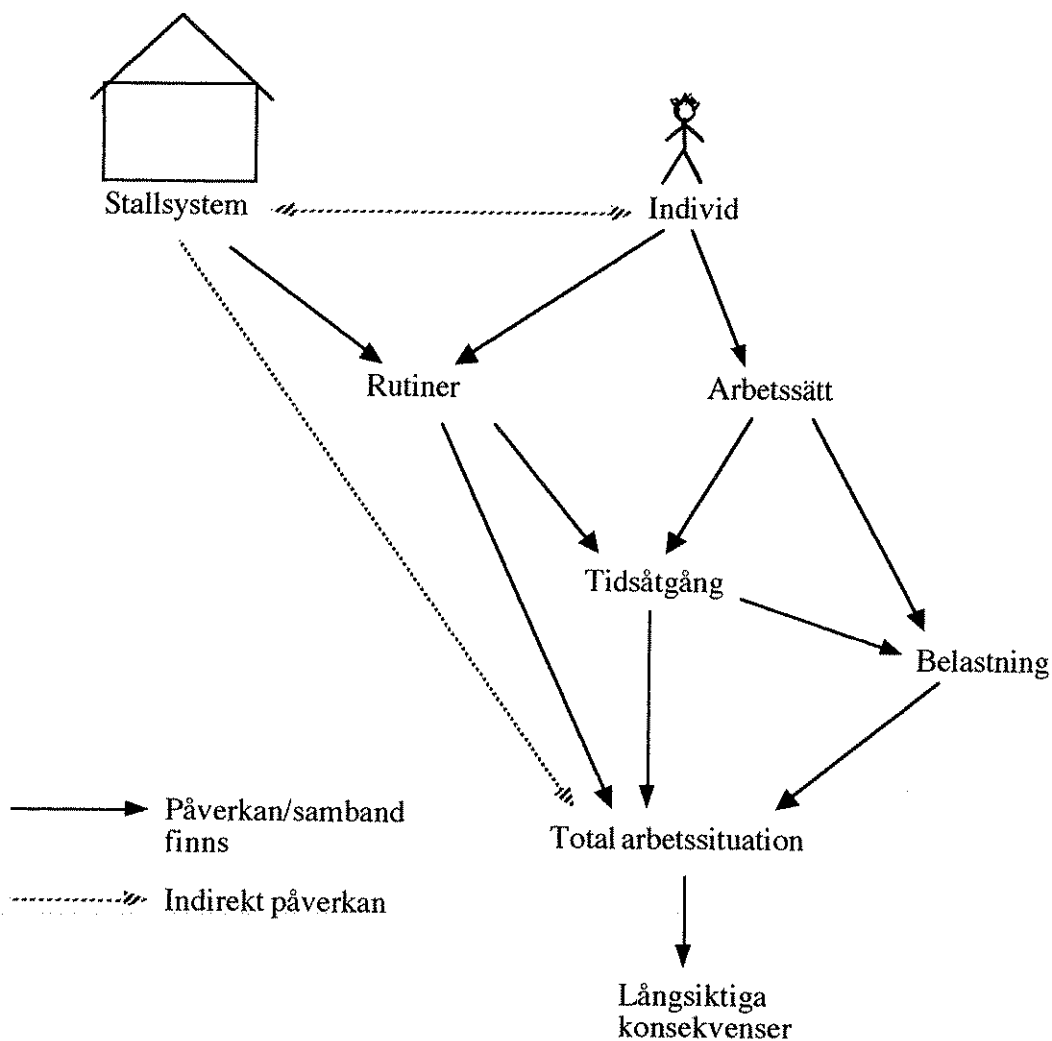 Stallsystem
Individ
Rutiner
Arbetssätt
Tidsåtgång
Belastning
Påverkan/samband
finns
Total arbetssituation
Indirekt påverkan
Långsiktiga
konsekvenser